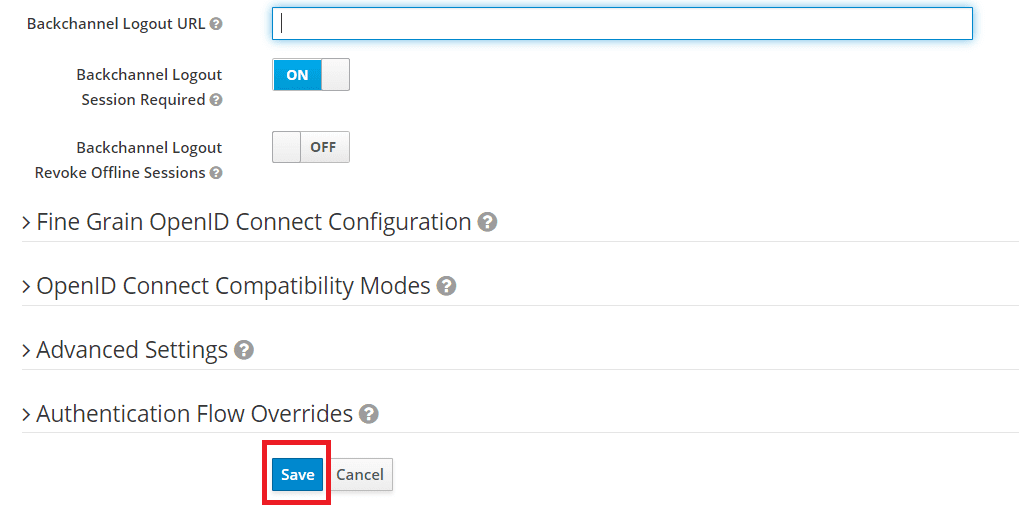 Backchannel Logout URL ?
Backchannel Logout
Session Required ?
ON
Backchannel Logout
Revoke Offline Sessions ?
OFF
Fine Grain OpenID Connect Configuration ?
OpenID Connect Compatibility Modes ?
Advanced Settings ?
Authentication Flow Overrides ?
Save Cancel